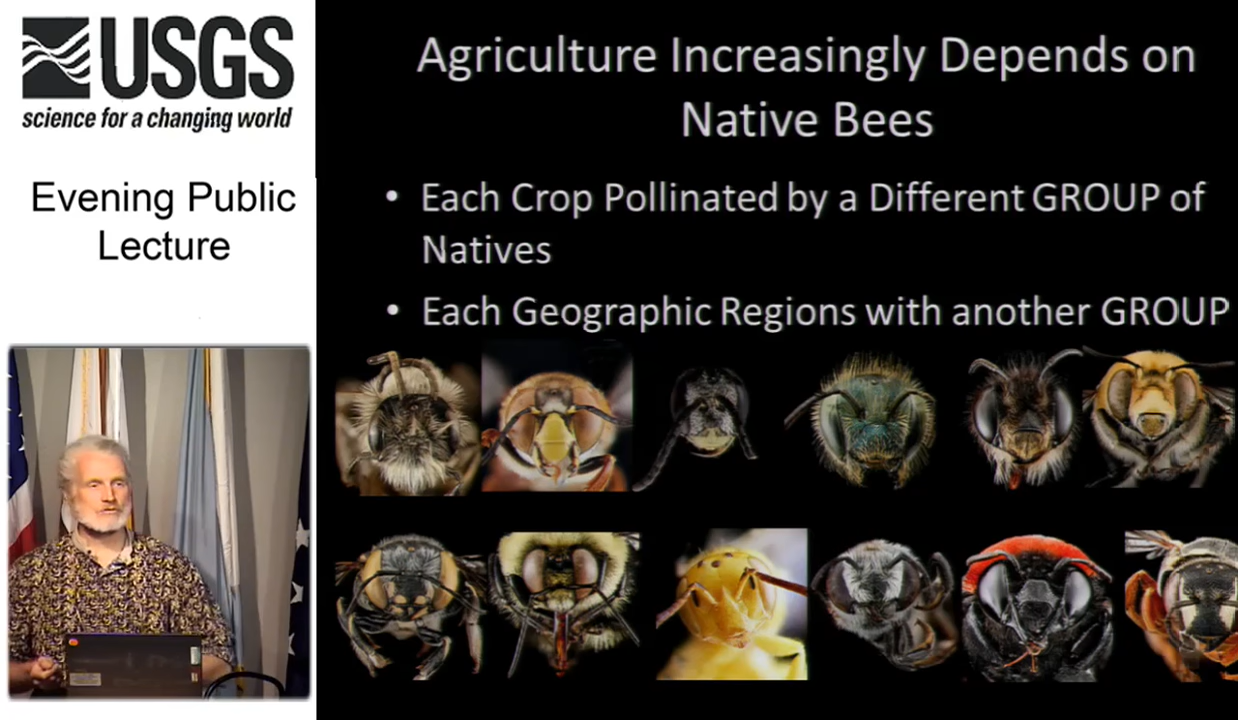 USGS
science for a changing world
Evening Public
Lecture
Agriculture Increasingly Depends on
Native Bees
• Each Crop Pollinated by a Different GROUP of
Natives
• Each Geographic Regions with another GROUP